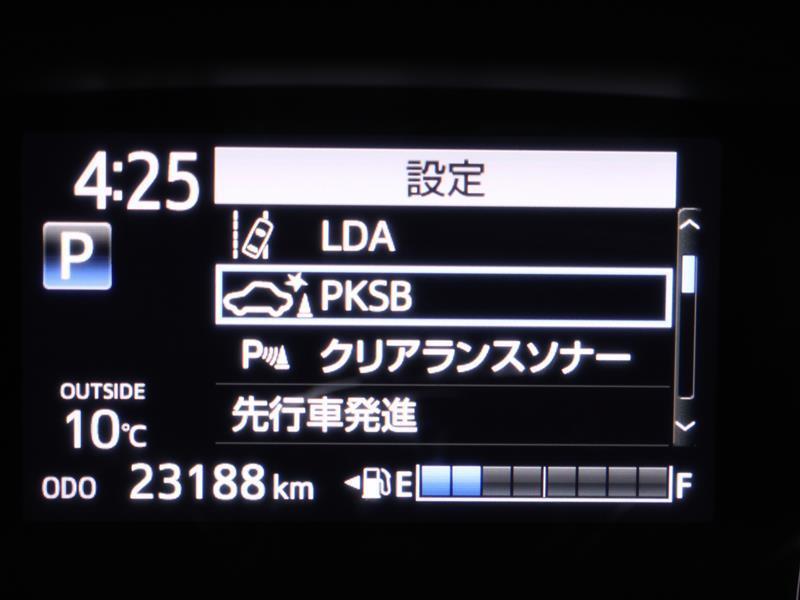 4:25
設定
P
LDA
PKSB
P クリアランスソナー
先行車発進
OUTSIDE
10℃
ODO 23188 km
E F